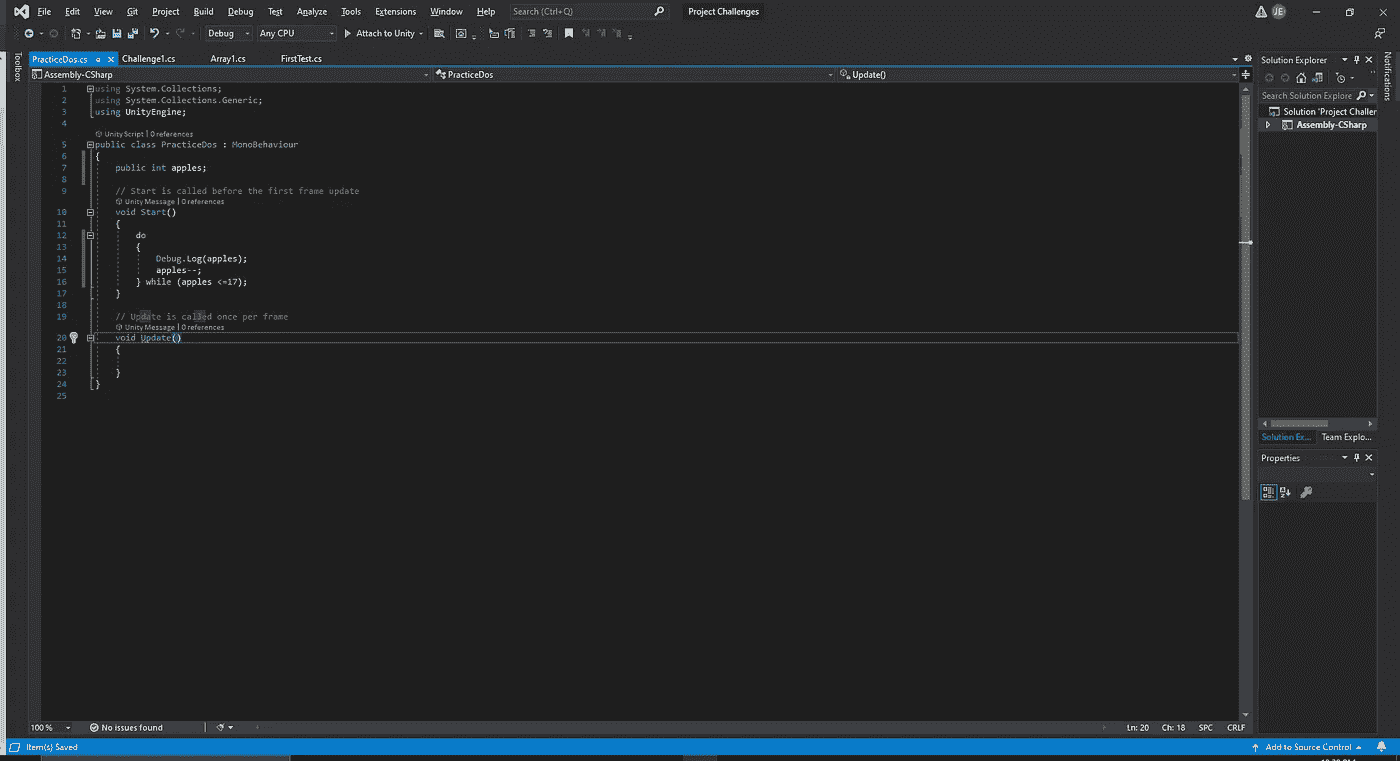 File Edit View Git Project Build Debug Test Analyze Tools Extensions Window Help Search (Ctrl+Q) Project Challenges JE
Debug Any CPU Attach to Unity
Toolbox
PracticeDos.cs Challenge1.cs Array1.cs FirstTest.cs
Assembly-CSharp PracticeDos Update()
1 using System.Collections;
2 using System.Collections.Generic;
3 using UnityEngine;
4
Unity Script | 0 references
5 public class PracticeDos : MonoBehaviour
6 {
7 public int apples;
8
9 // Start is called before the first frame update
Unity Message | 0 references
10 void Start()
11 {
12 do
13 {
14 Debug.Log(apples);
15 apples--;
16 } while (apples <=17);
17 }
18
19 // Update is called once per frame
Unity Message | 0 references
20 void Update()
21 {
22
23 }
24 }
25
Solution Explorer
Search Solution Explore
Solution 'Project Challer
Assembly-CSharp
Solution Ex... Team Explo...
Properties
Notifications
100 % No issues found Ln: 20 Ch: 18 SPC CRLF
Item(s) Saved Add to Source Control